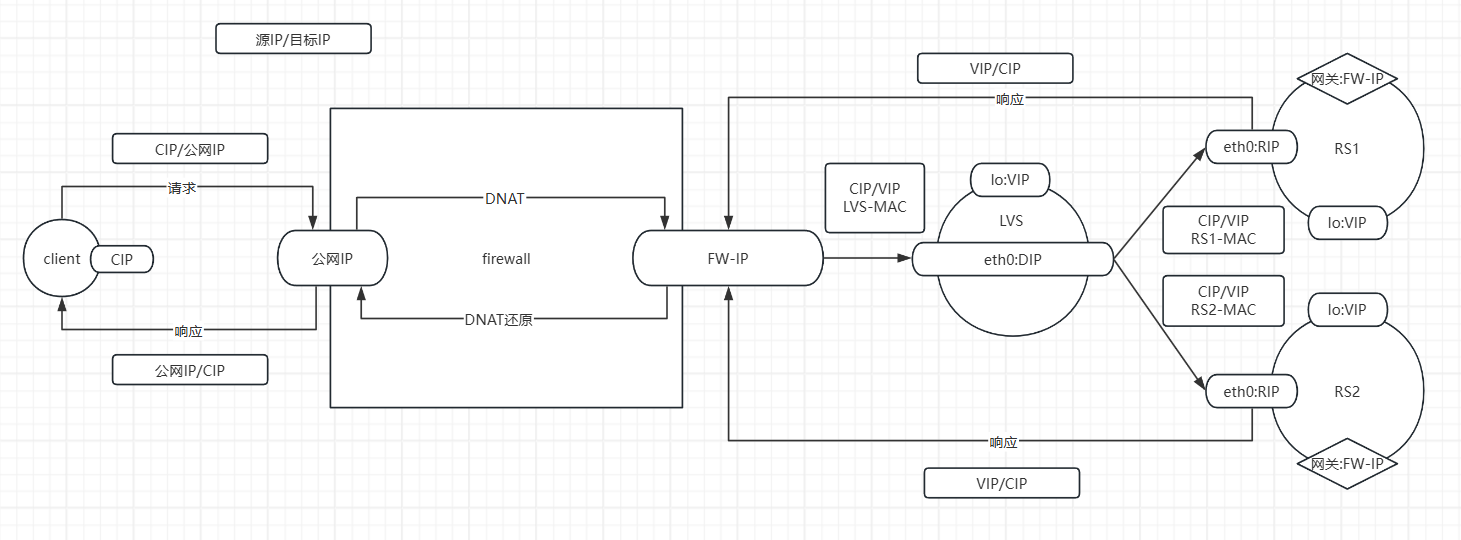 源IP/目标IP
CIP/公网IP
请求
client
CIP
响应
公网IP/CIP
公网IP
DNAT
firewall
DNAT还原
FW-IP
VIP/CIP
响应
CIP/VIP
LVS-MAC
lo:VIP
LVS
eth0:DIP
网关:FW-IP
eth0:RIP
RS1
lo:VIP
CIP/VIP
RS1-MAC
CIP/VIP
RS2-MAC
lo:VIP
eth0:RIP
RS2
网关:FW-IP
响应
VIP/CIP